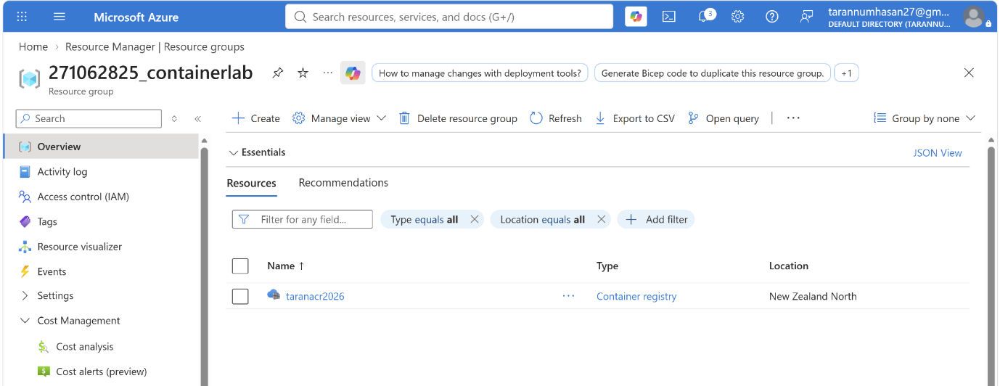 Microsoft Azure
Search resources, services, and docs (G+/)
3
tarannumhasan27@gm...
DEFAULT DIRECTORY (TARANNU...
Home > Resource Manager | Resource groups
271062825_containerlab
...
How to manage changes with deployment tools?
Generate Bicep code to duplicate this resource group.
+1
Resource group
Search
Create
Manage view
Delete resource group
Refresh
Export to CSV
Open query
...
Group by none
Overview
Activity log
Access control (IAM)
Tags
Resource visualizer
Events
Settings
Cost Management
Cost analysis
Cost alerts (preview)
Essentials
JSON View
Resources
Recommendations
Filter for any field...
Type equals all
Location equals all
Add filter
Name ↑
Type
Location
taranacr2026
...
Container registry
New Zealand North